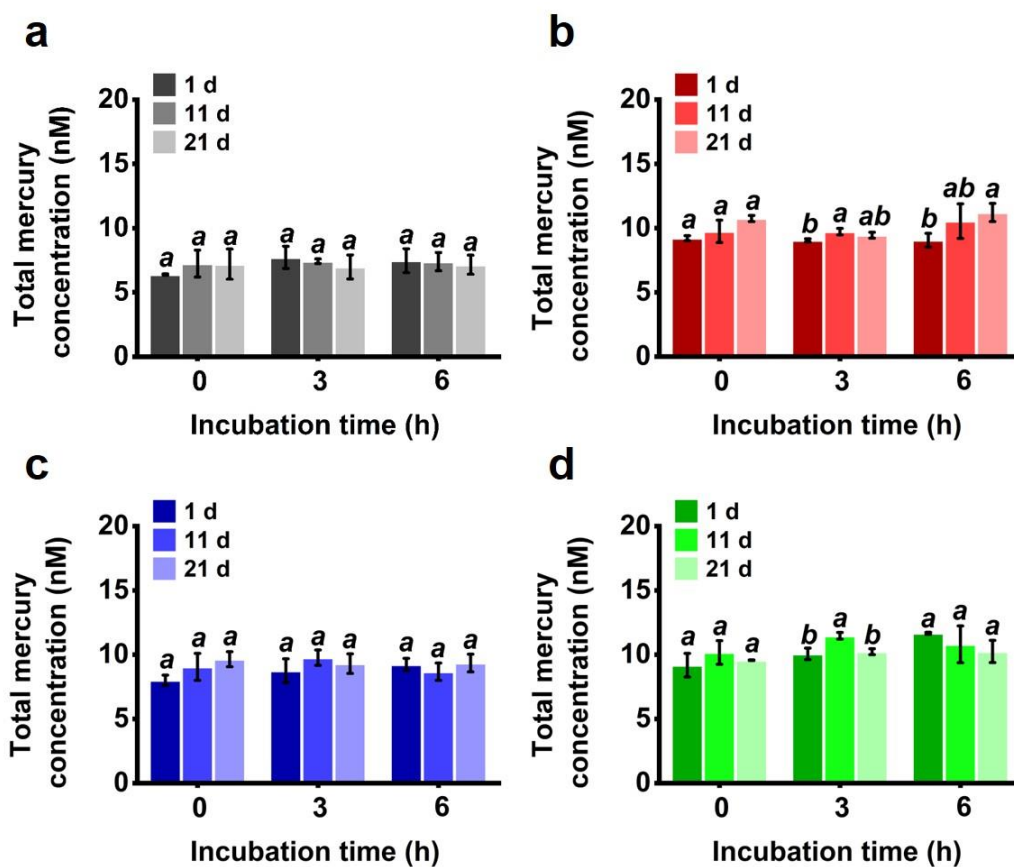 a
1 d
11 d
21 d
Total mercury
concentration (nM)
20
15
10
5
0
a a a a a a a a a
0 3 6
Incubation time (h)
b
1 d
11 d
21 d
Total mercury
concentration (nM)
20
15
10
5
0
a a a b a ab b ab a
0 3 6
Incubation time (h)
c
1 d
11 d
21 d
Total mercury
concentration (nM)
20
15
10
5
0
a a a a a a a a a
0 3 6
Incubation time (h)
d
1 d
11 d
21 d
Total mercury
concentration (nM)
20
15
10
5
0
a a a b a b a a a
0 3 6
Incubation time (h)